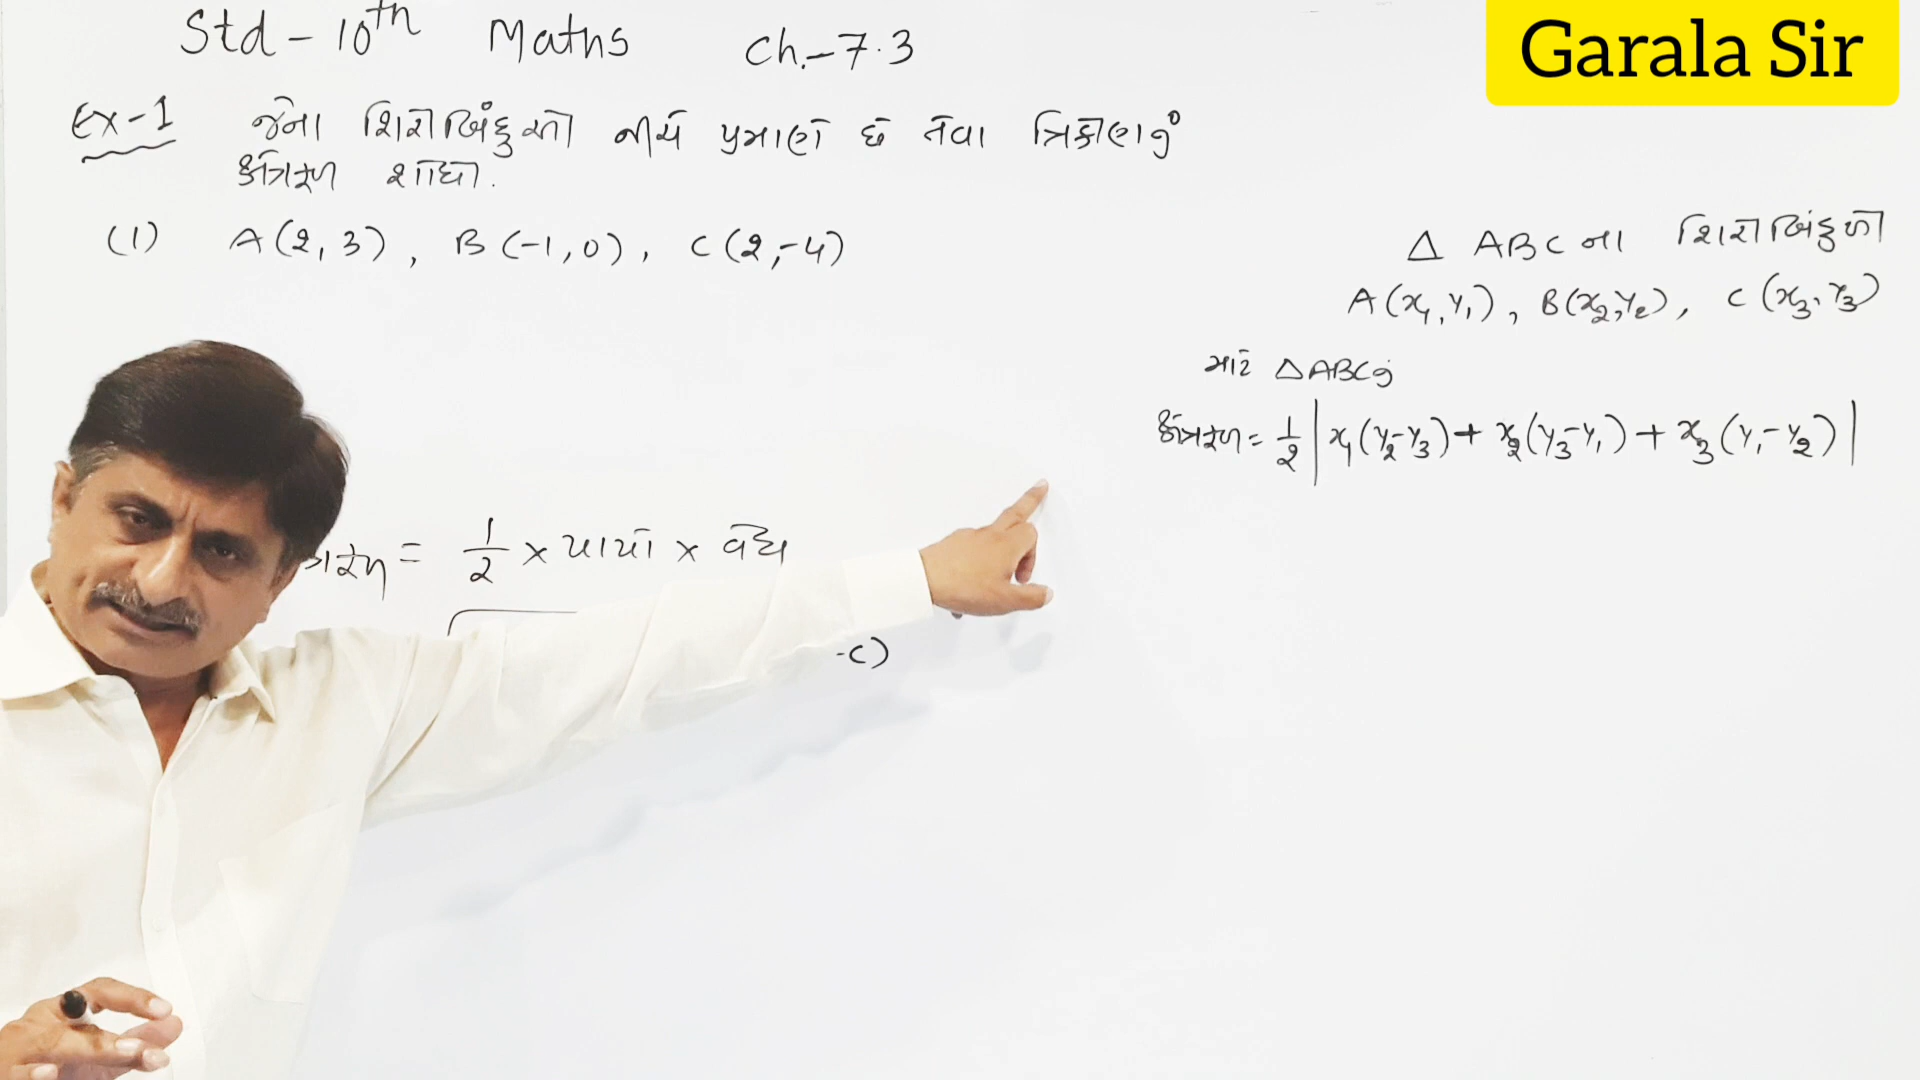 Std - 10th Maths Ch.-7.3
Garala Sir
Ex-1 જેના શિરોબિંદુઓ નીચે પ્રમાણે છે તેવા ત્રિકોણનું
ક્ષેત્રફળ શોધો.
(1) A(2,3), B(-1,0), C(2,-4)
△ ABC ના શિરોબિંદુઓ
A(x₁,y₁), B(x₂,y₂), C(x₃,y₃)
માટે △ABCનું
ક્ષેત્રફળ = 1/2 | x₁(y₂-y₃) + x₂(y₃-y₁) + x₃(y₁-y₂) |
= 1/2 × પાયો × વેધ
-c)